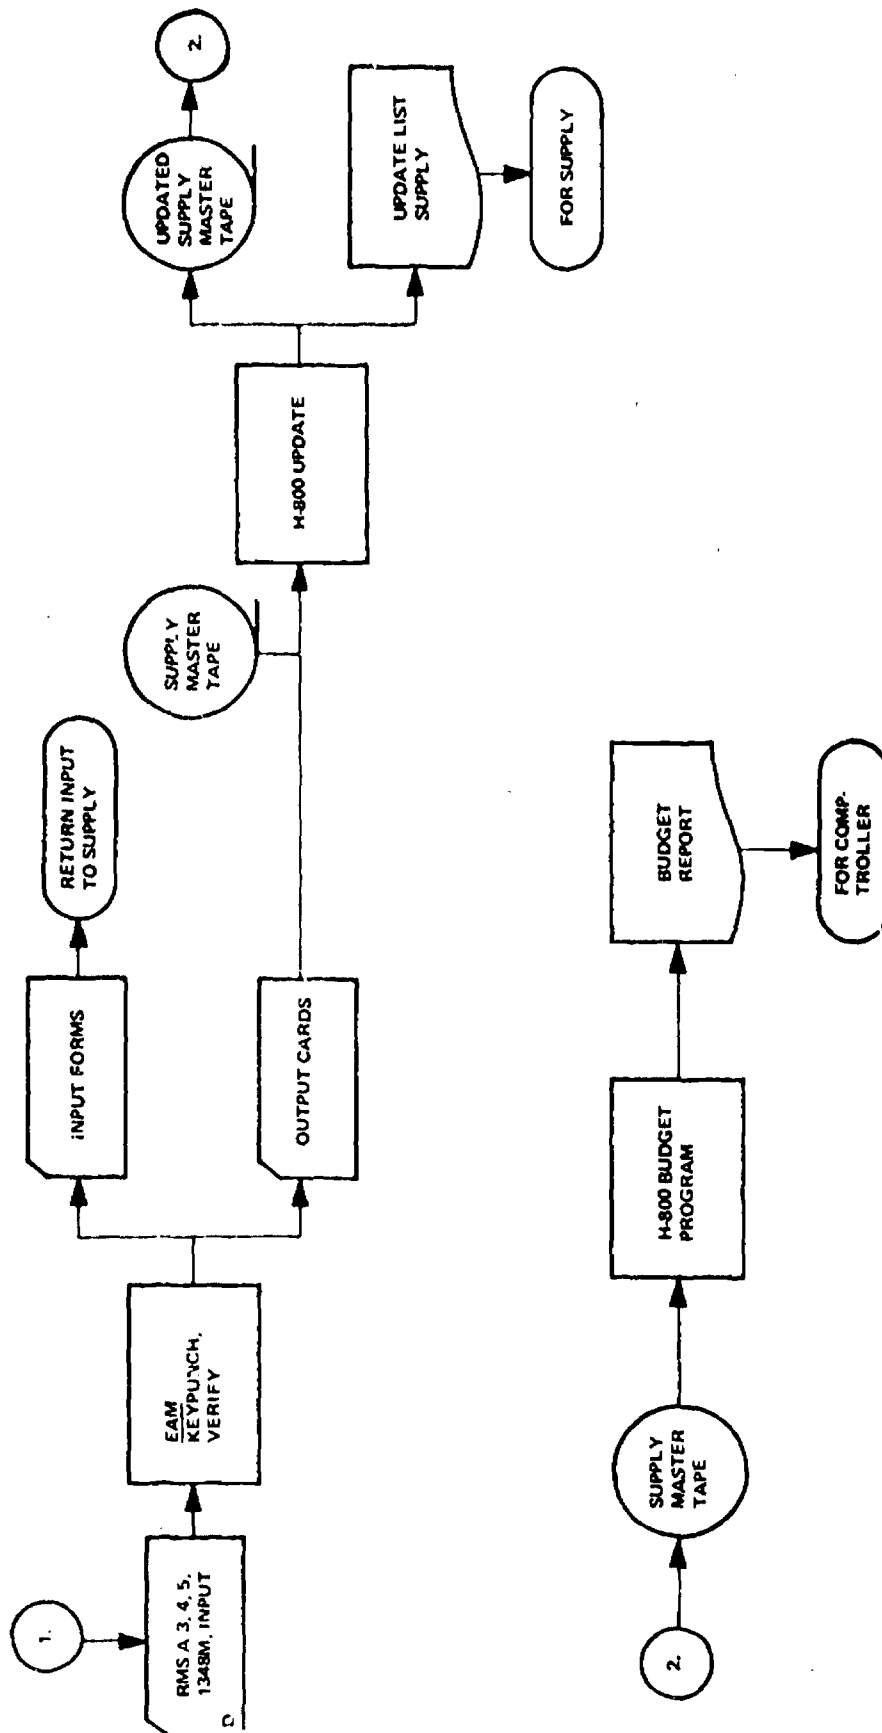 1.
RMS A 3, 4, 5,
1348M, INPUT
D
EAM
KEYPUNCH,
VERIFY
INPUT FORMS
RETURN INPUT
TO SUPPLY
OUTPUT CARDS
SUPPLY
MASTER
TAPE
H-800 UPDATE
UPDATED
SUPPLY
MASTER
TAPE
2.
UPDATE LIST
SUPPLY
FOR SUPPLY
2.
SUPPLY
MASTER
TAPE
H-800 BUDGET
PROGRAM
BUDGET
REPORT
FOR COMP-
TROLLER